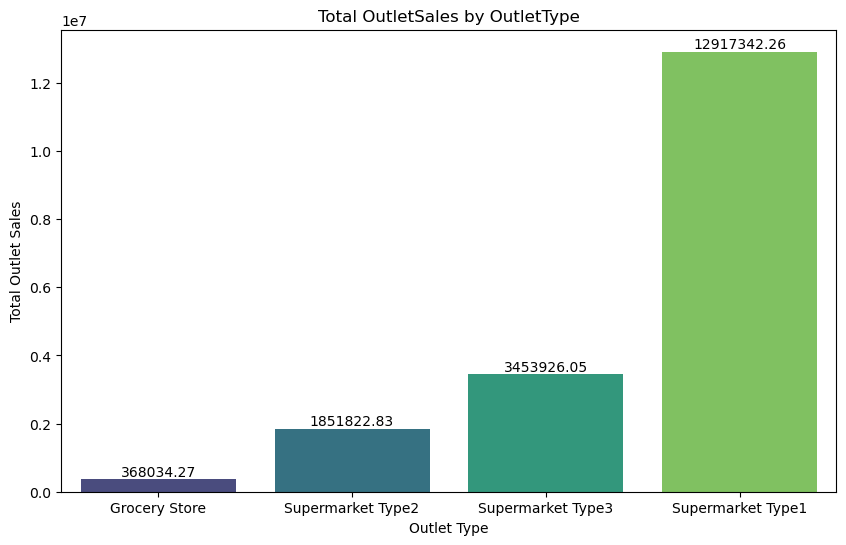 Total OutletSales by OutletType
1e7
12917342.26
1.2
1.0
0.8
0.6
0.4
0.2
0.0
3453926.05
1851822.83
368034.27
Total Outlet Sales
Grocery Store Supermarket Type2 Supermarket Type3 Supermarket Type1
Outlet Type